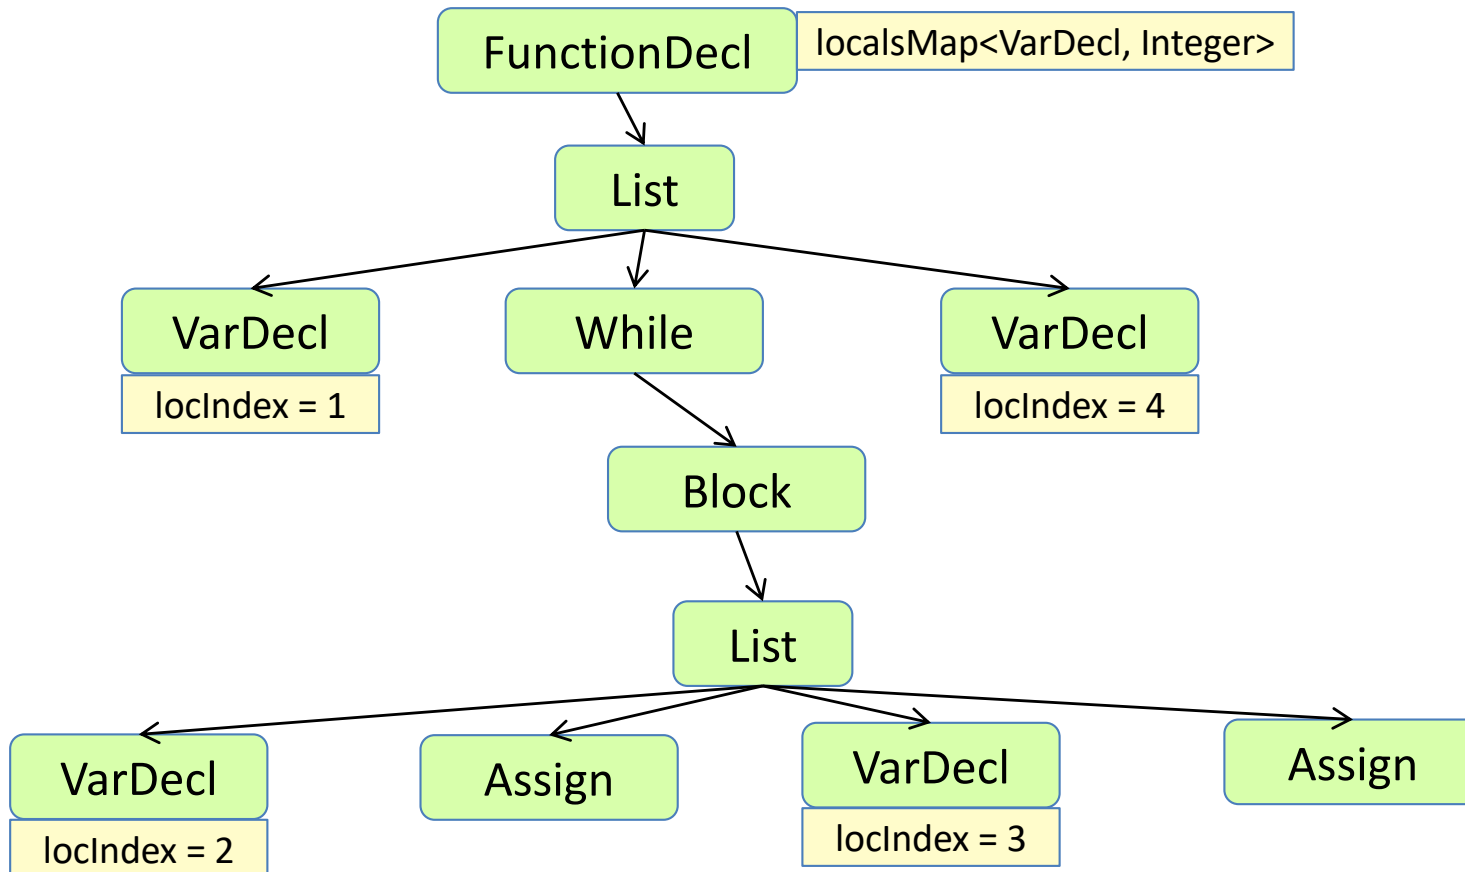 FunctionDecl
localsMap<VarDecl, Integer>
List
VarDecl
While
VarDecl
locIndex = 1
locIndex = 4
Block
List
VarDecl
Assign
VarDecl
Assign
locIndex = 2
locIndex = 3